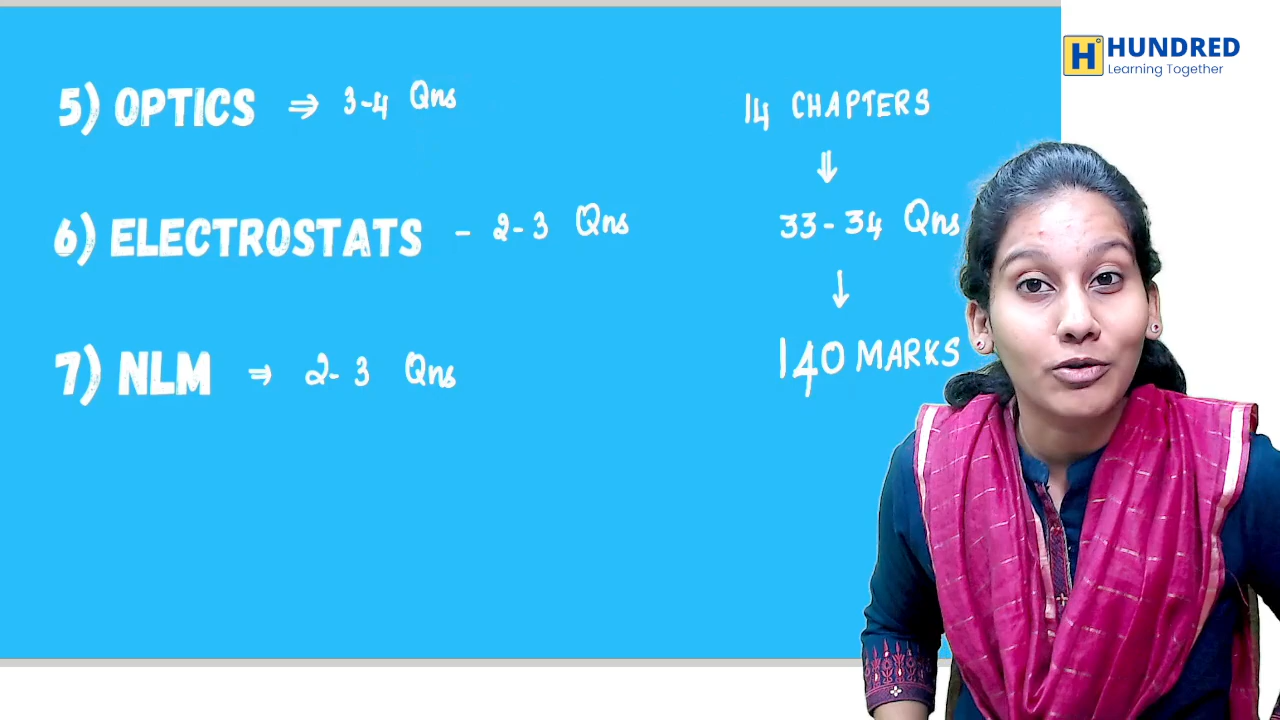 5) OPTICS ⇒ 3-4 Qns
6) ELECTROSTATS - 2-3 Qns
7) NLM ⇒ 2-3 Qns
14 CHAPTERS
⇓
33-34 Qns
↓
140 MARKS
H HUNDRED
Learning Together